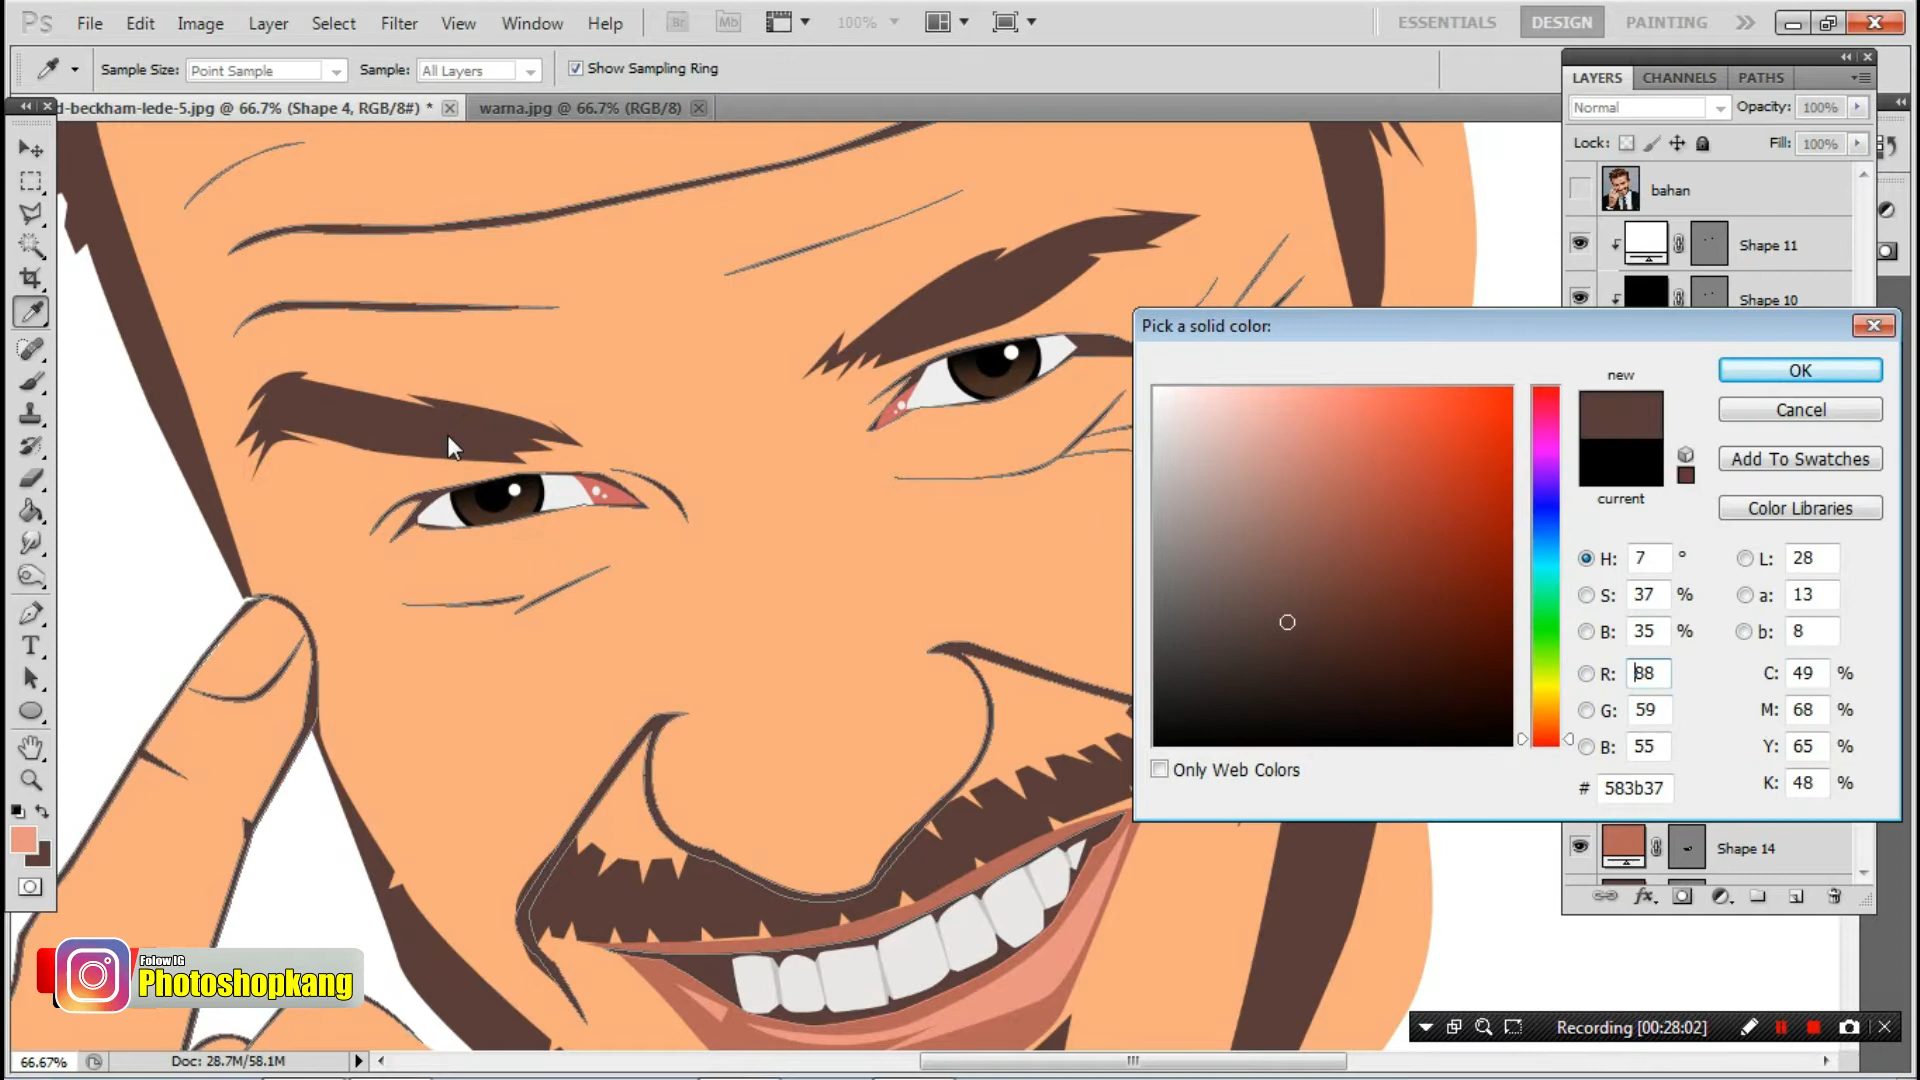 Ps File Edit Image Layer Select Filter View Window Help Br Mb 100% ESSENTIALS DESIGN PAINTING
Sample Size: Point Sample Sample: All Layers Show Sampling Ring
d-beckham-lede-5.jpg @ 66.7% (Shape 4, RGB/8#) * warna.jpg @ 66.7% (RGB/8)
LAYERS CHANNELS PATHS
Normal Opacity: 100%
Lock: Fill: 100%
bahan
Shape 11
Shape 10
Pick a solid color:
new
current
OK
Cancel
Add To Swatches
Color Libraries
H: 7 ° L: 28
S: 37 % a: 13
B: 35 % b: 8
R: 88 C: 49 %
G: 59 M: 68 %
B: 55 Y: 65 %
# 583b37 K: 48 %
Only Web Colors
Shape 14
fx
T
Folow IG
Photoshopkang
Recording [00:28:02]
66.67% Doc: 28.7M/58.1M